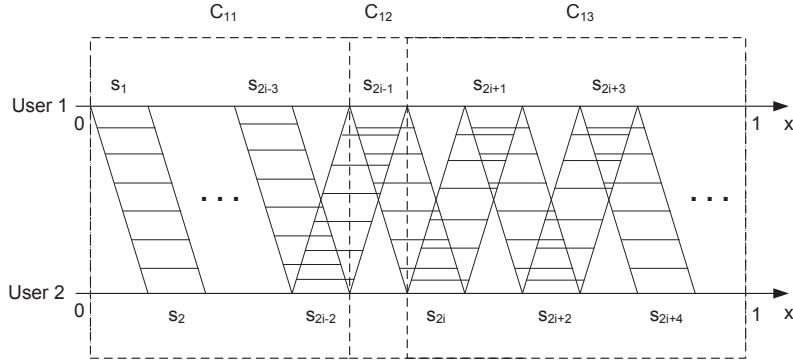 C11 C12 C13
s1 s2i-3 s2i-1 s2i+1 s2i+3
User 1
0 1 x
. . . . . .
User 2
0 1 x
s2 s2i-2 s2i s2i+2 s2i+4